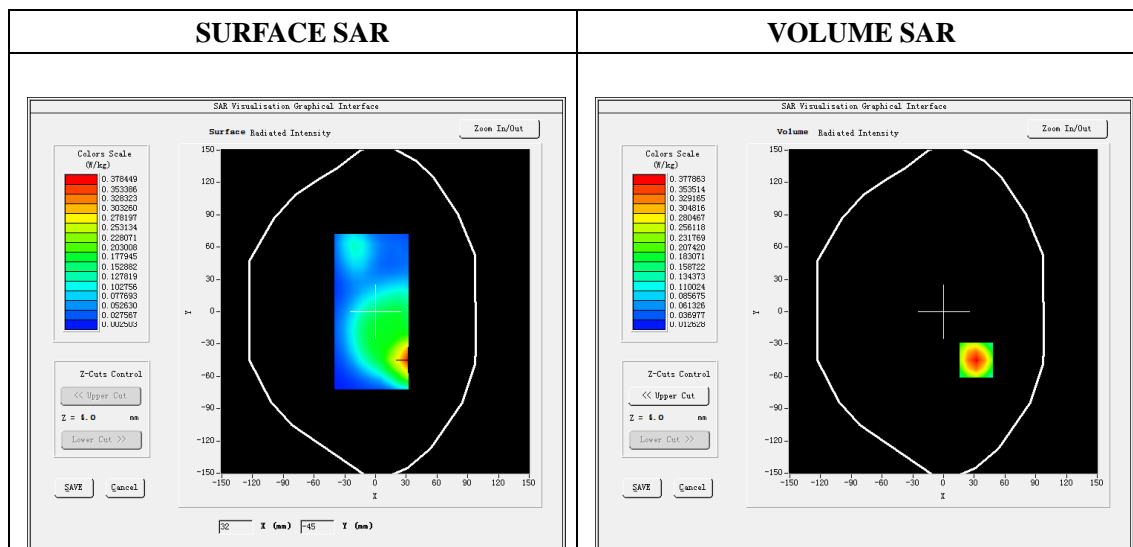 SURFACE SAR
VOLUME SAR
SAR Visualisation Graphical Interface
Surface Radiated Intensity
Zoom In/Out
Colors Scale
(W/kg)
0.378449
0.353386
0.328323
0.303260
0.278197
0.253134
0.228071
0.203008
0.177945
0.152882
0.127819
0.102756
0.077693
0.052630
0.027567
0.002503
150
120
90
60
30
0
-30
-60
-90
-120
-150
Y
-150 -120 -90 -60 -30 0 30 60 90 120 150
X
Z-Cuts Control
<< Upper Cut
Z = 4.0 mm
Lower Cut >>
SAVE Cancel
32 X (mm) -45 Y (mm)
SAR Visualisation Graphical Interface
Volume Radiated Intensity
Zoom In/Out
Colors Scale
(W/kg)
0.377863
0.353514
0.329165
0.304816
0.280467
0.256118
0.231769
0.207420
0.183071
0.158722
0.134373
0.110024
0.085675
0.061326
0.036977
0.012628
150
120
90
60
30
0
-30
-60
-90
-120
-150
Y
-150 -120 -90 -60 -30 0 30 60 90 120 150
X
Z-Cuts Control
<< Upper Cut
Z = 4.0 mm
Lower Cut >>
SAVE Cancel